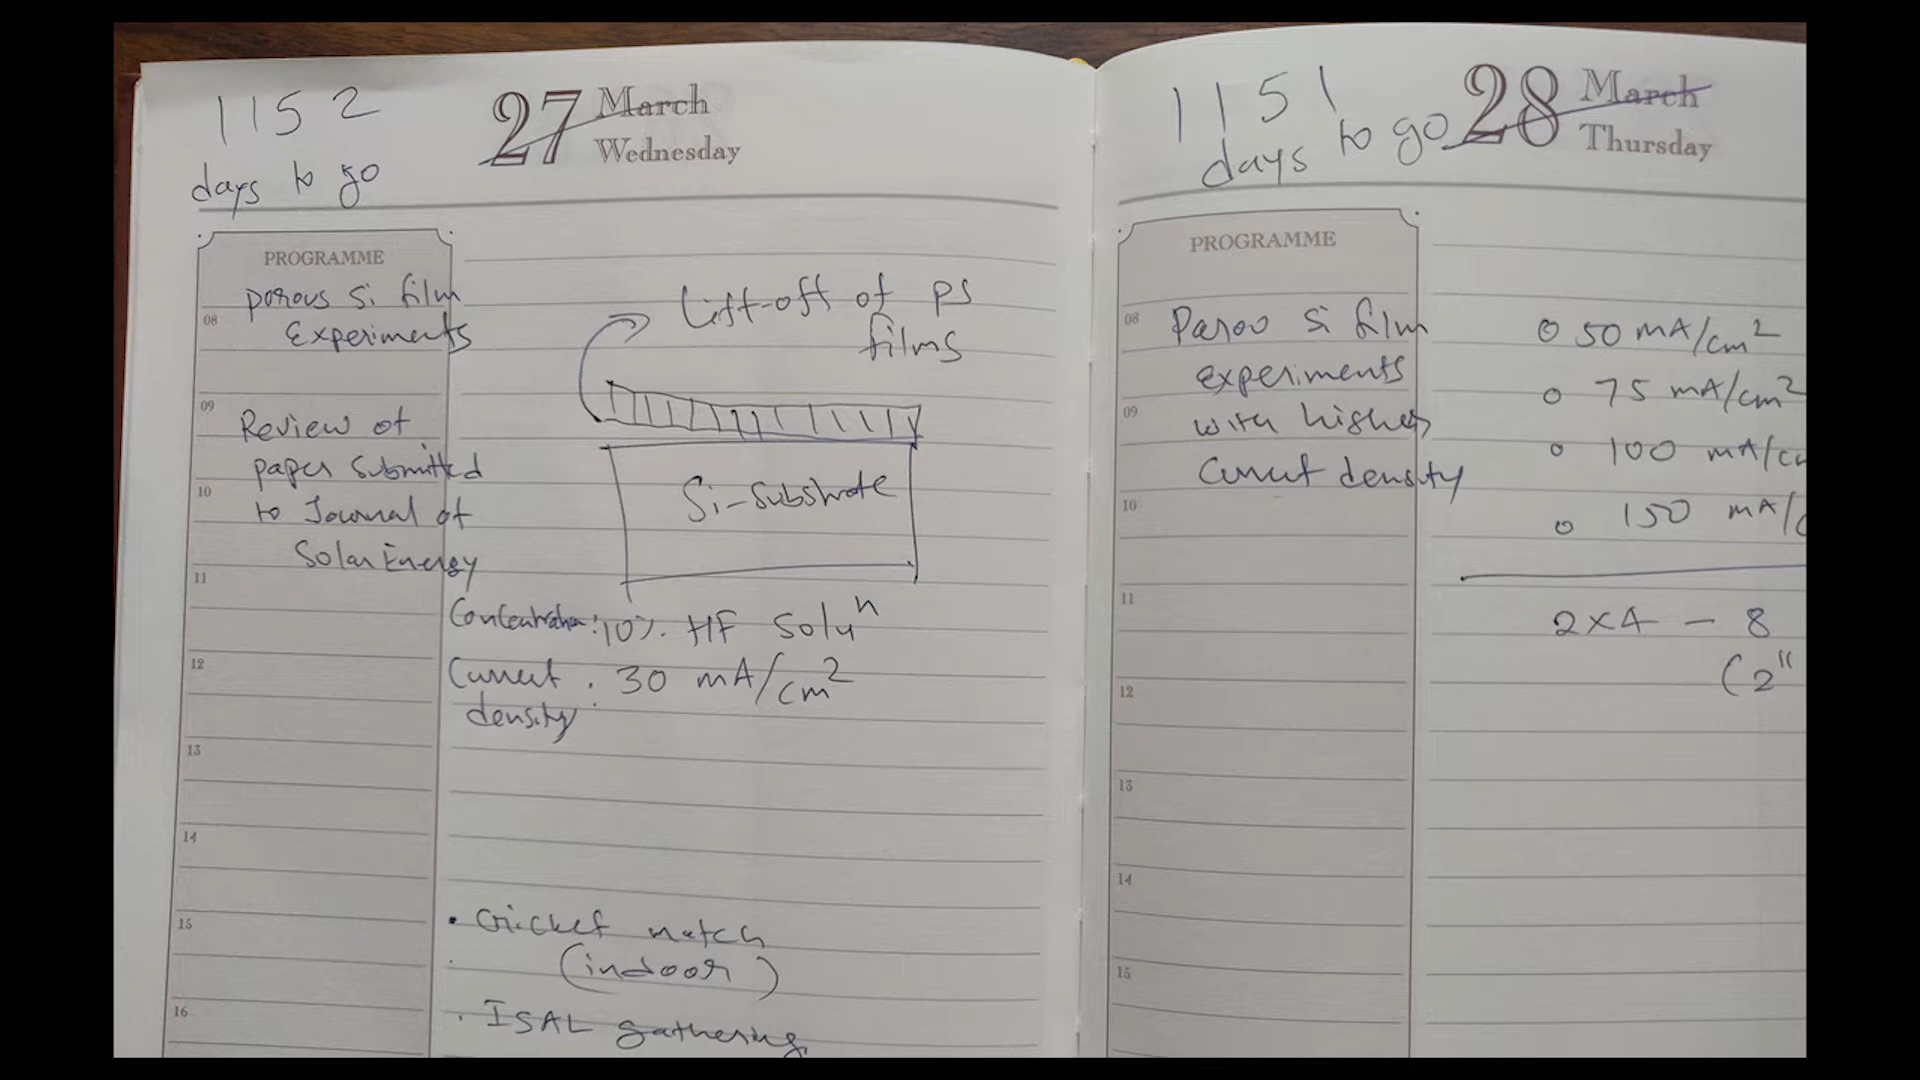 1152
days to go
27 March
Wednesday
PROGRAMME
08
porous Si film
Experiments
09
Review of
paper submitted
10
to Journal of
Solar Energy
11
12
13
14
15
16
Lift-off of PS
films
Si-substrate
Concentration: 10% HF soluⁿ
Current : 30 mA/cm²
density
• cricket match
(indoor)
• ISAL gathering
1151
days to go
28 March
Thursday
PROGRAMME
08
Si film
experiments
09
with higher
Current density
10
11
12
13
14
15
o 50 mA/cm²
o 75 mA/cm²
o 100 mA/c
o 150 mA/
2x4 - 8
(2"